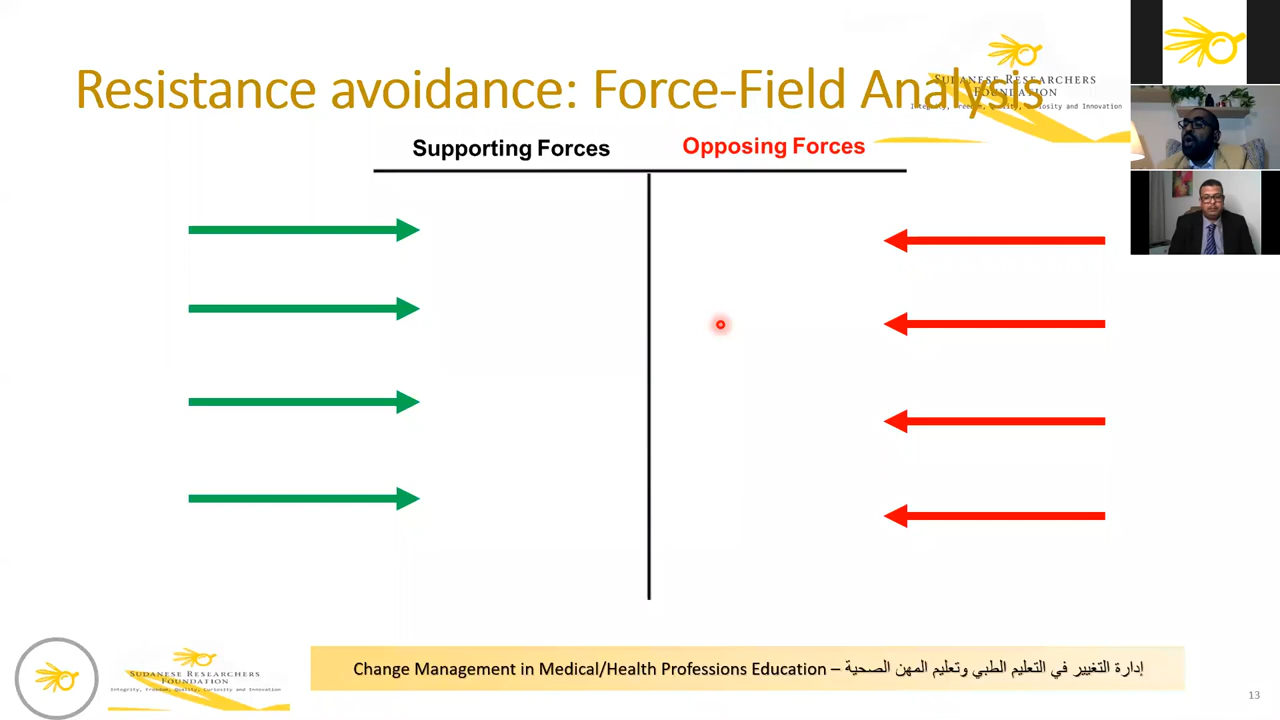 Resistance avoidance: Force-Field Analysis
SUDANESE RESEARCHERS
FOUNDATION
Integrity, Freedom, Quality, Curiosity and Innovation
Supporting Forces
Opposing Forces
SUDANESE RESEARCHERS
FOUNDATION
Integrity, Freedom, Quality, Curiosity and Innovation
Change Management in Medical/Health Professions Education – إدارة التغيير في التعليم الطبي وتعليم المهن الصحية
13